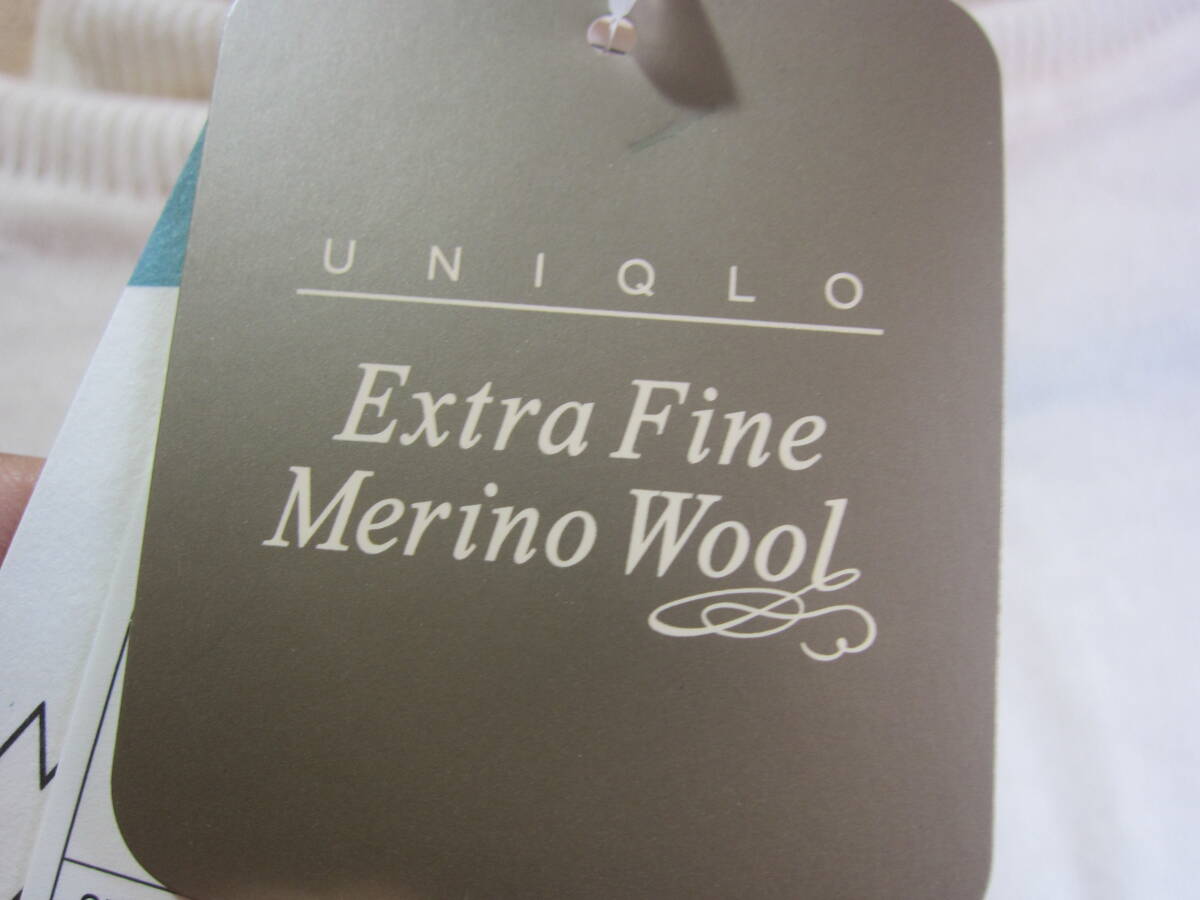 UNIQLO
Extra Fine
Merino Wool